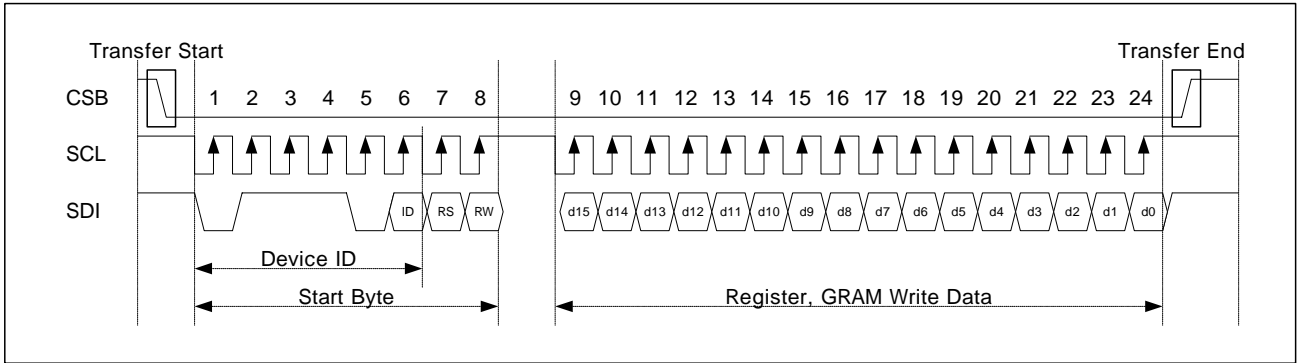 Transfer Start Transfer End
CSB 1 2 3 4 5 6 7 8 9 10 11 12 13 14 15 16 17 18 19 20 21 22 23 24
SCL
SDI ID RS RW d15 d14 d13 d12 d11 d10 d9 d8 d7 d6 d5 d4 d3 d2 d1 d0
Device ID
Start Byte Register, GRAM Write Data